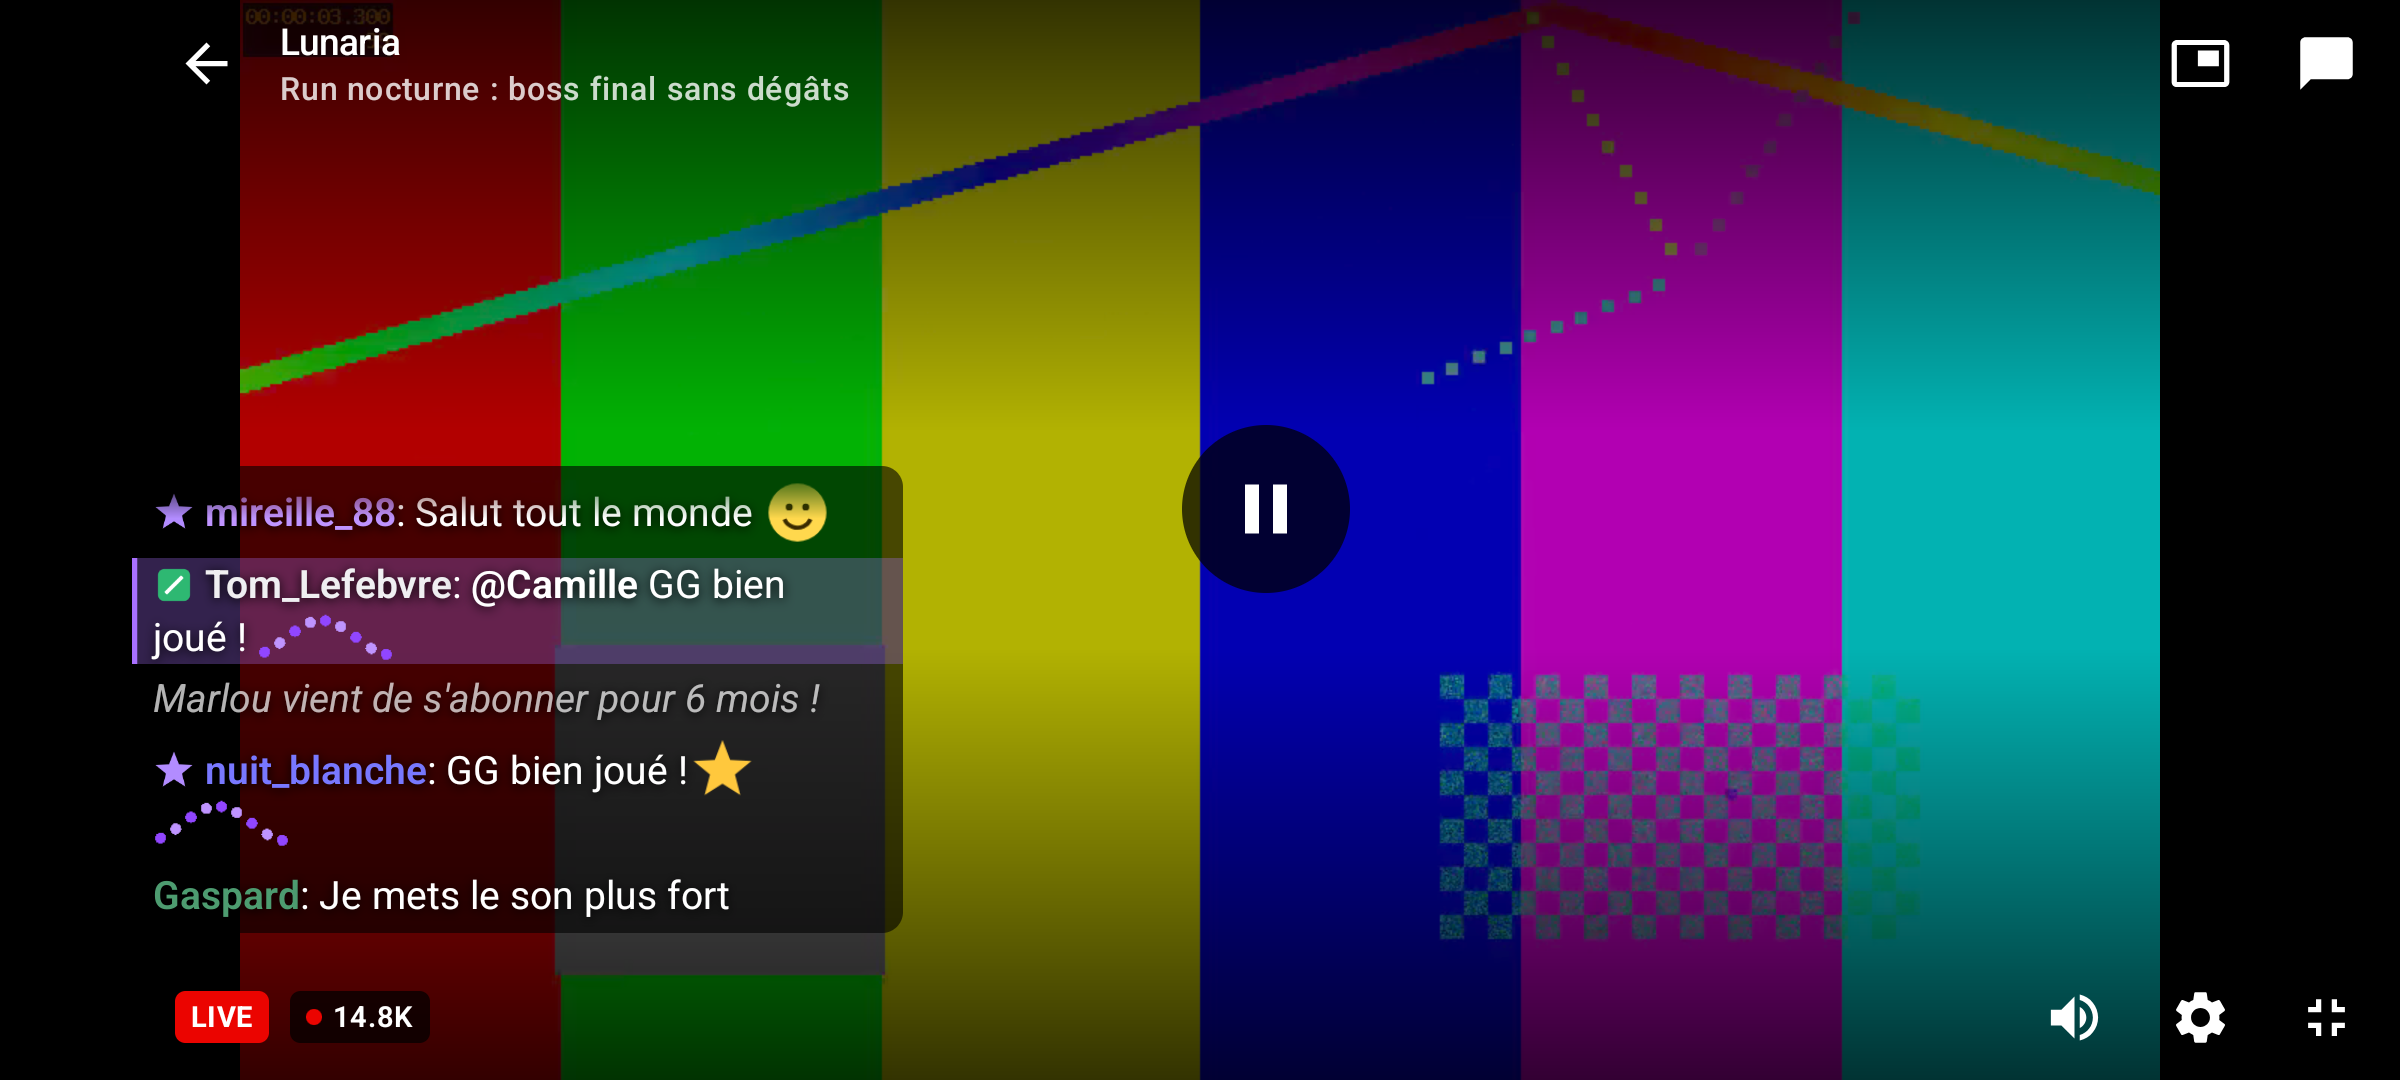 00:00:03.300
Lunaria
Run nocturne : boss final sans dégâts
mireille_88: Salut tout le monde
Tom_Lefebvre: @Camille GG bien
joué !
Marlou vient de s'abonner pour 6 mois !
nuit_blanche: GG bien joué !
Gaspard: Je mets le son plus fort
LIVE
14.8K